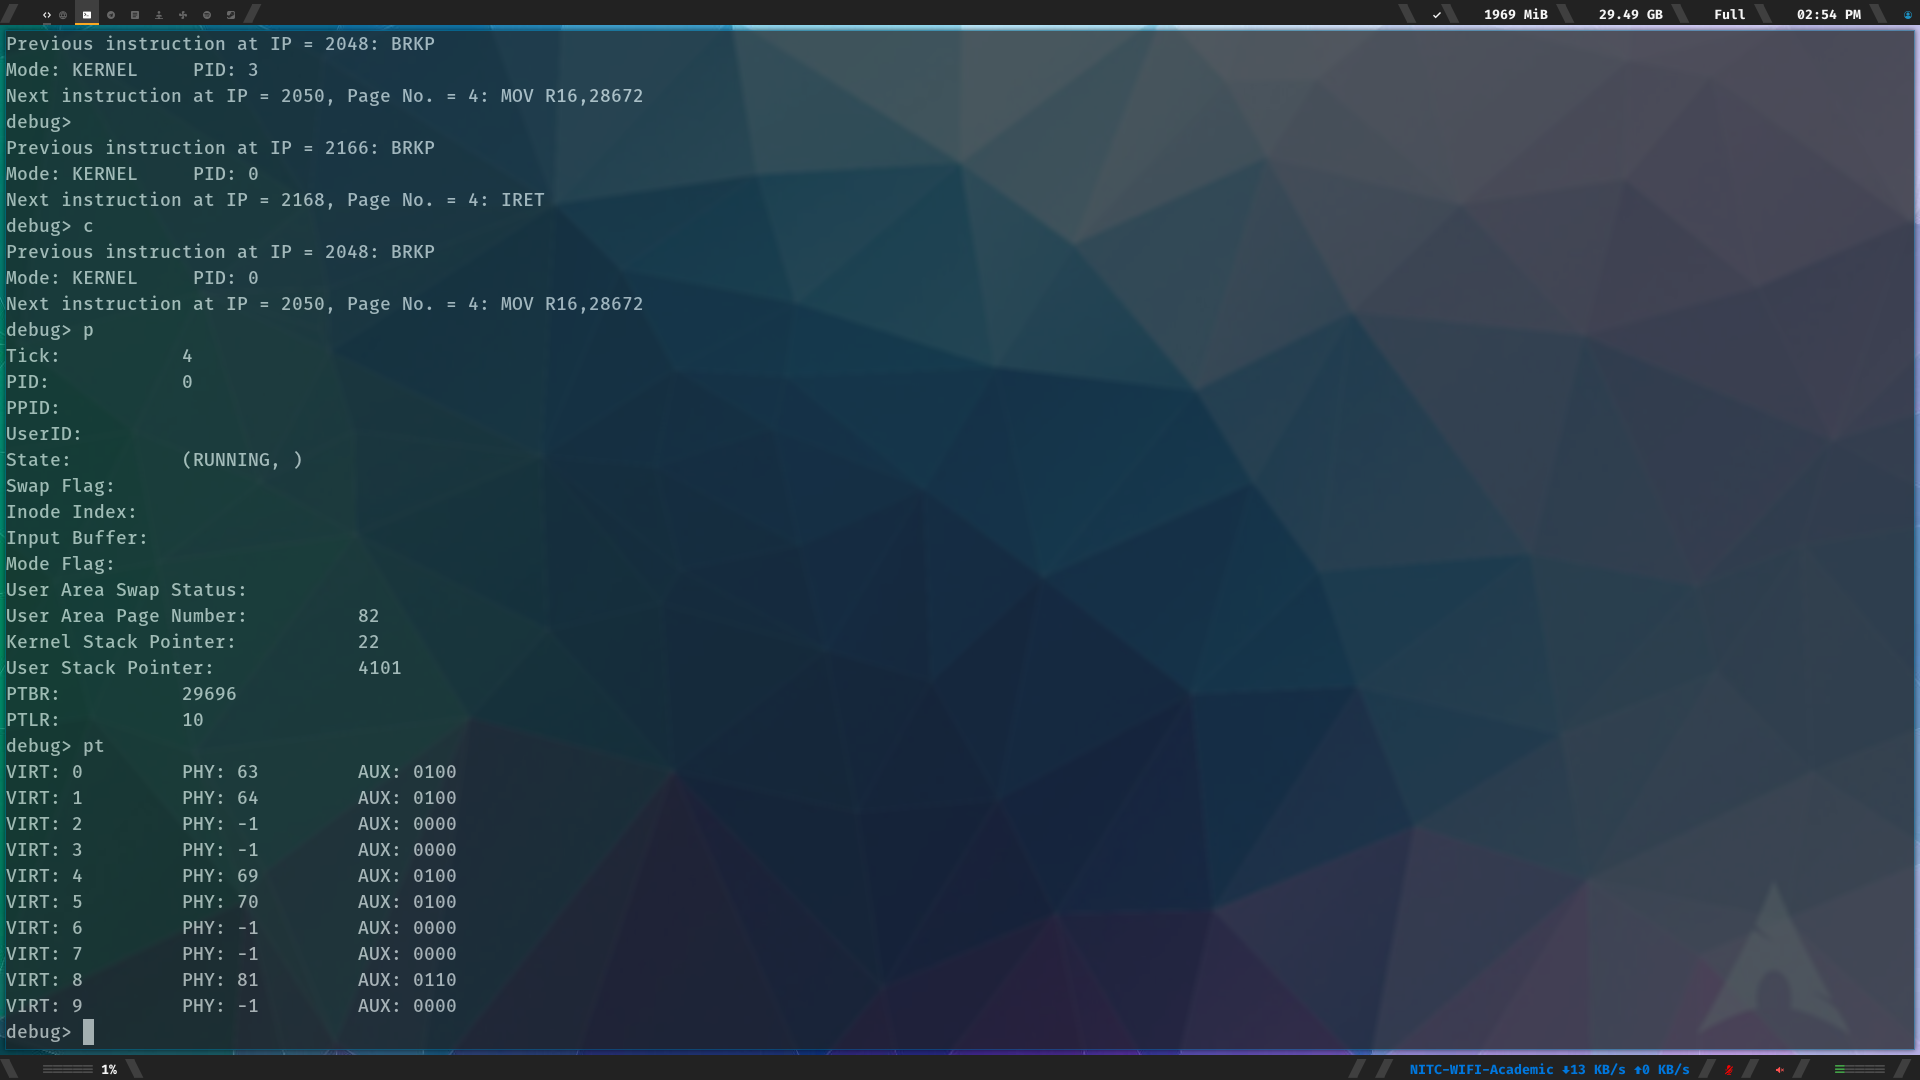 1969 MiB 29.49 GB Full 02:54 PM
Previous instruction at IP = 2048: BRKP
Mode: KERNEL PID: 3
Next instruction at IP = 2050, Page No. = 4: MOV R16,28672
debug>
Previous instruction at IP = 2166: BRKP
Mode: KERNEL PID: 0
Next instruction at IP = 2168, Page No. = 4: IRET
debug> c
Previous instruction at IP = 2048: BRKP
Mode: KERNEL PID: 0
Next instruction at IP = 2050, Page No. = 4: MOV R16,28672
debug> p
Tick: 4
PID: 0
PPID:
UserID:
State: (RUNNING, )
Swap Flag:
Inode Index:
Input Buffer:
Mode Flag:
User Area Swap Status:
User Area Page Number: 82
Kernel Stack Pointer: 22
User Stack Pointer: 4101
PTBR: 29696
PTLR: 10
debug> pt
VIRT: 0 PHY: 63 AUX: 0100
VIRT: 1 PHY: 64 AUX: 0100
VIRT: 2 PHY: -1 AUX: 0000
VIRT: 3 PHY: -1 AUX: 0000
VIRT: 4 PHY: 69 AUX: 0100
VIRT: 5 PHY: 70 AUX: 0100
VIRT: 6 PHY: -1 AUX: 0000
VIRT: 7 PHY: -1 AUX: 0000
VIRT: 8 PHY: 81 AUX: 0110
VIRT: 9 PHY: -1 AUX: 0000
debug>
1% NITC-WIFI-Academic ↓13 KB/s ↑0 KB/s